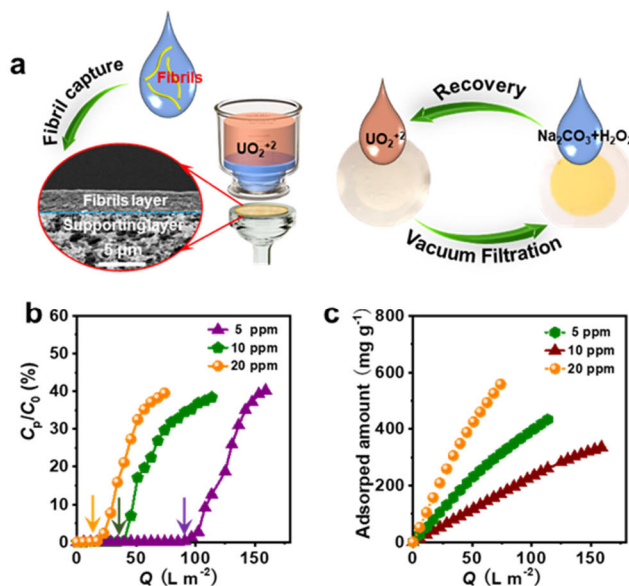 a
Fibril capture
Fibrils
UO₂⁺²
Fibrils layer
Supporting layer
5 μm
Recovery
UO₂⁺²
Na₂CO₃+H₂O₂
Vacuum Filtration
b
60
50
40
30
20
10
0
Cₚ/C₀ (%)
5 ppm
10 ppm
20 ppm
0 50 100 150
Q (L m⁻²)
c
800
600
400
200
0
Adsorped amount (mg g⁻¹)
5 ppm
10 ppm
20 ppm
0 50 100 150
Q (L m⁻²)